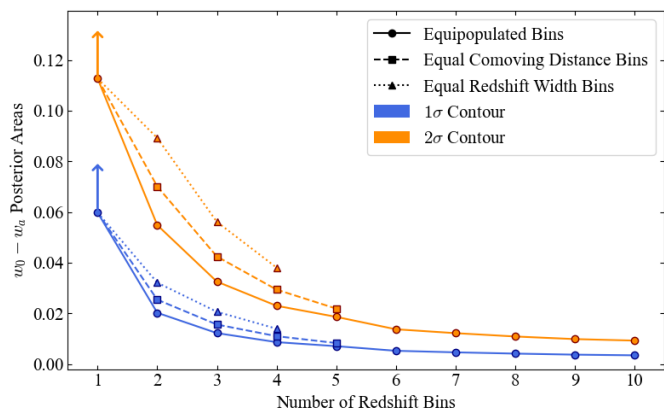 Equipopulated Bins
Equal Comoving Distance Bins
Equal Redshift Width Bins
1σ Contour
2σ Contour
w₀ − wₐ Posterior Areas
0.12
0.10
0.08
0.06
0.04
0.02
0.00
1 2 3 4 5 6 7 8 9 10
Number of Redshift Bins